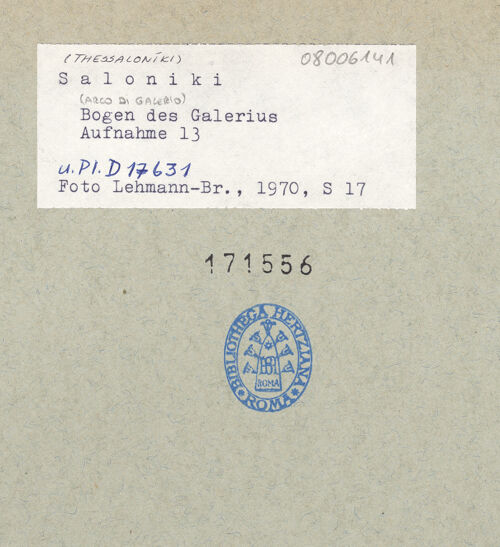 (THESSALONÍKI)
08006141
Saloniki
(ARCO DI GALERIO)
Bogen des Galerius
Aufnahme 13
u.Pl. D 17631
Foto Lehmann-Br., 1970, S 17
171556
BIBLIOTHECA HERTZIANA
ROMA
ROMA